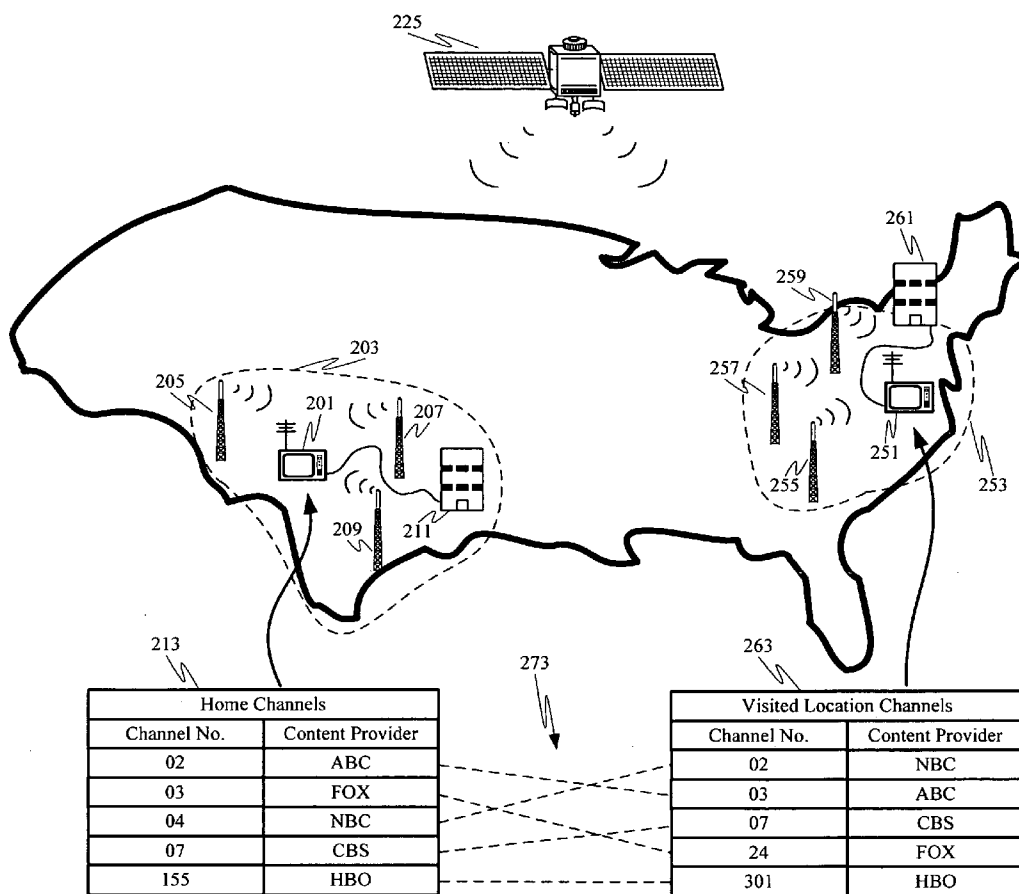 225
261
259
203
205
201
207
257
251
255
253
209
211
213
273
263
Home Channels
Channel No. Content Provider
02 ABC
03 FOX
04 NBC
07 CBS
155 HBO
Visited Location Channels
Channel No. Content Provider
02 NBC
03 ABC
07 CBS
24 FOX
301 HBO